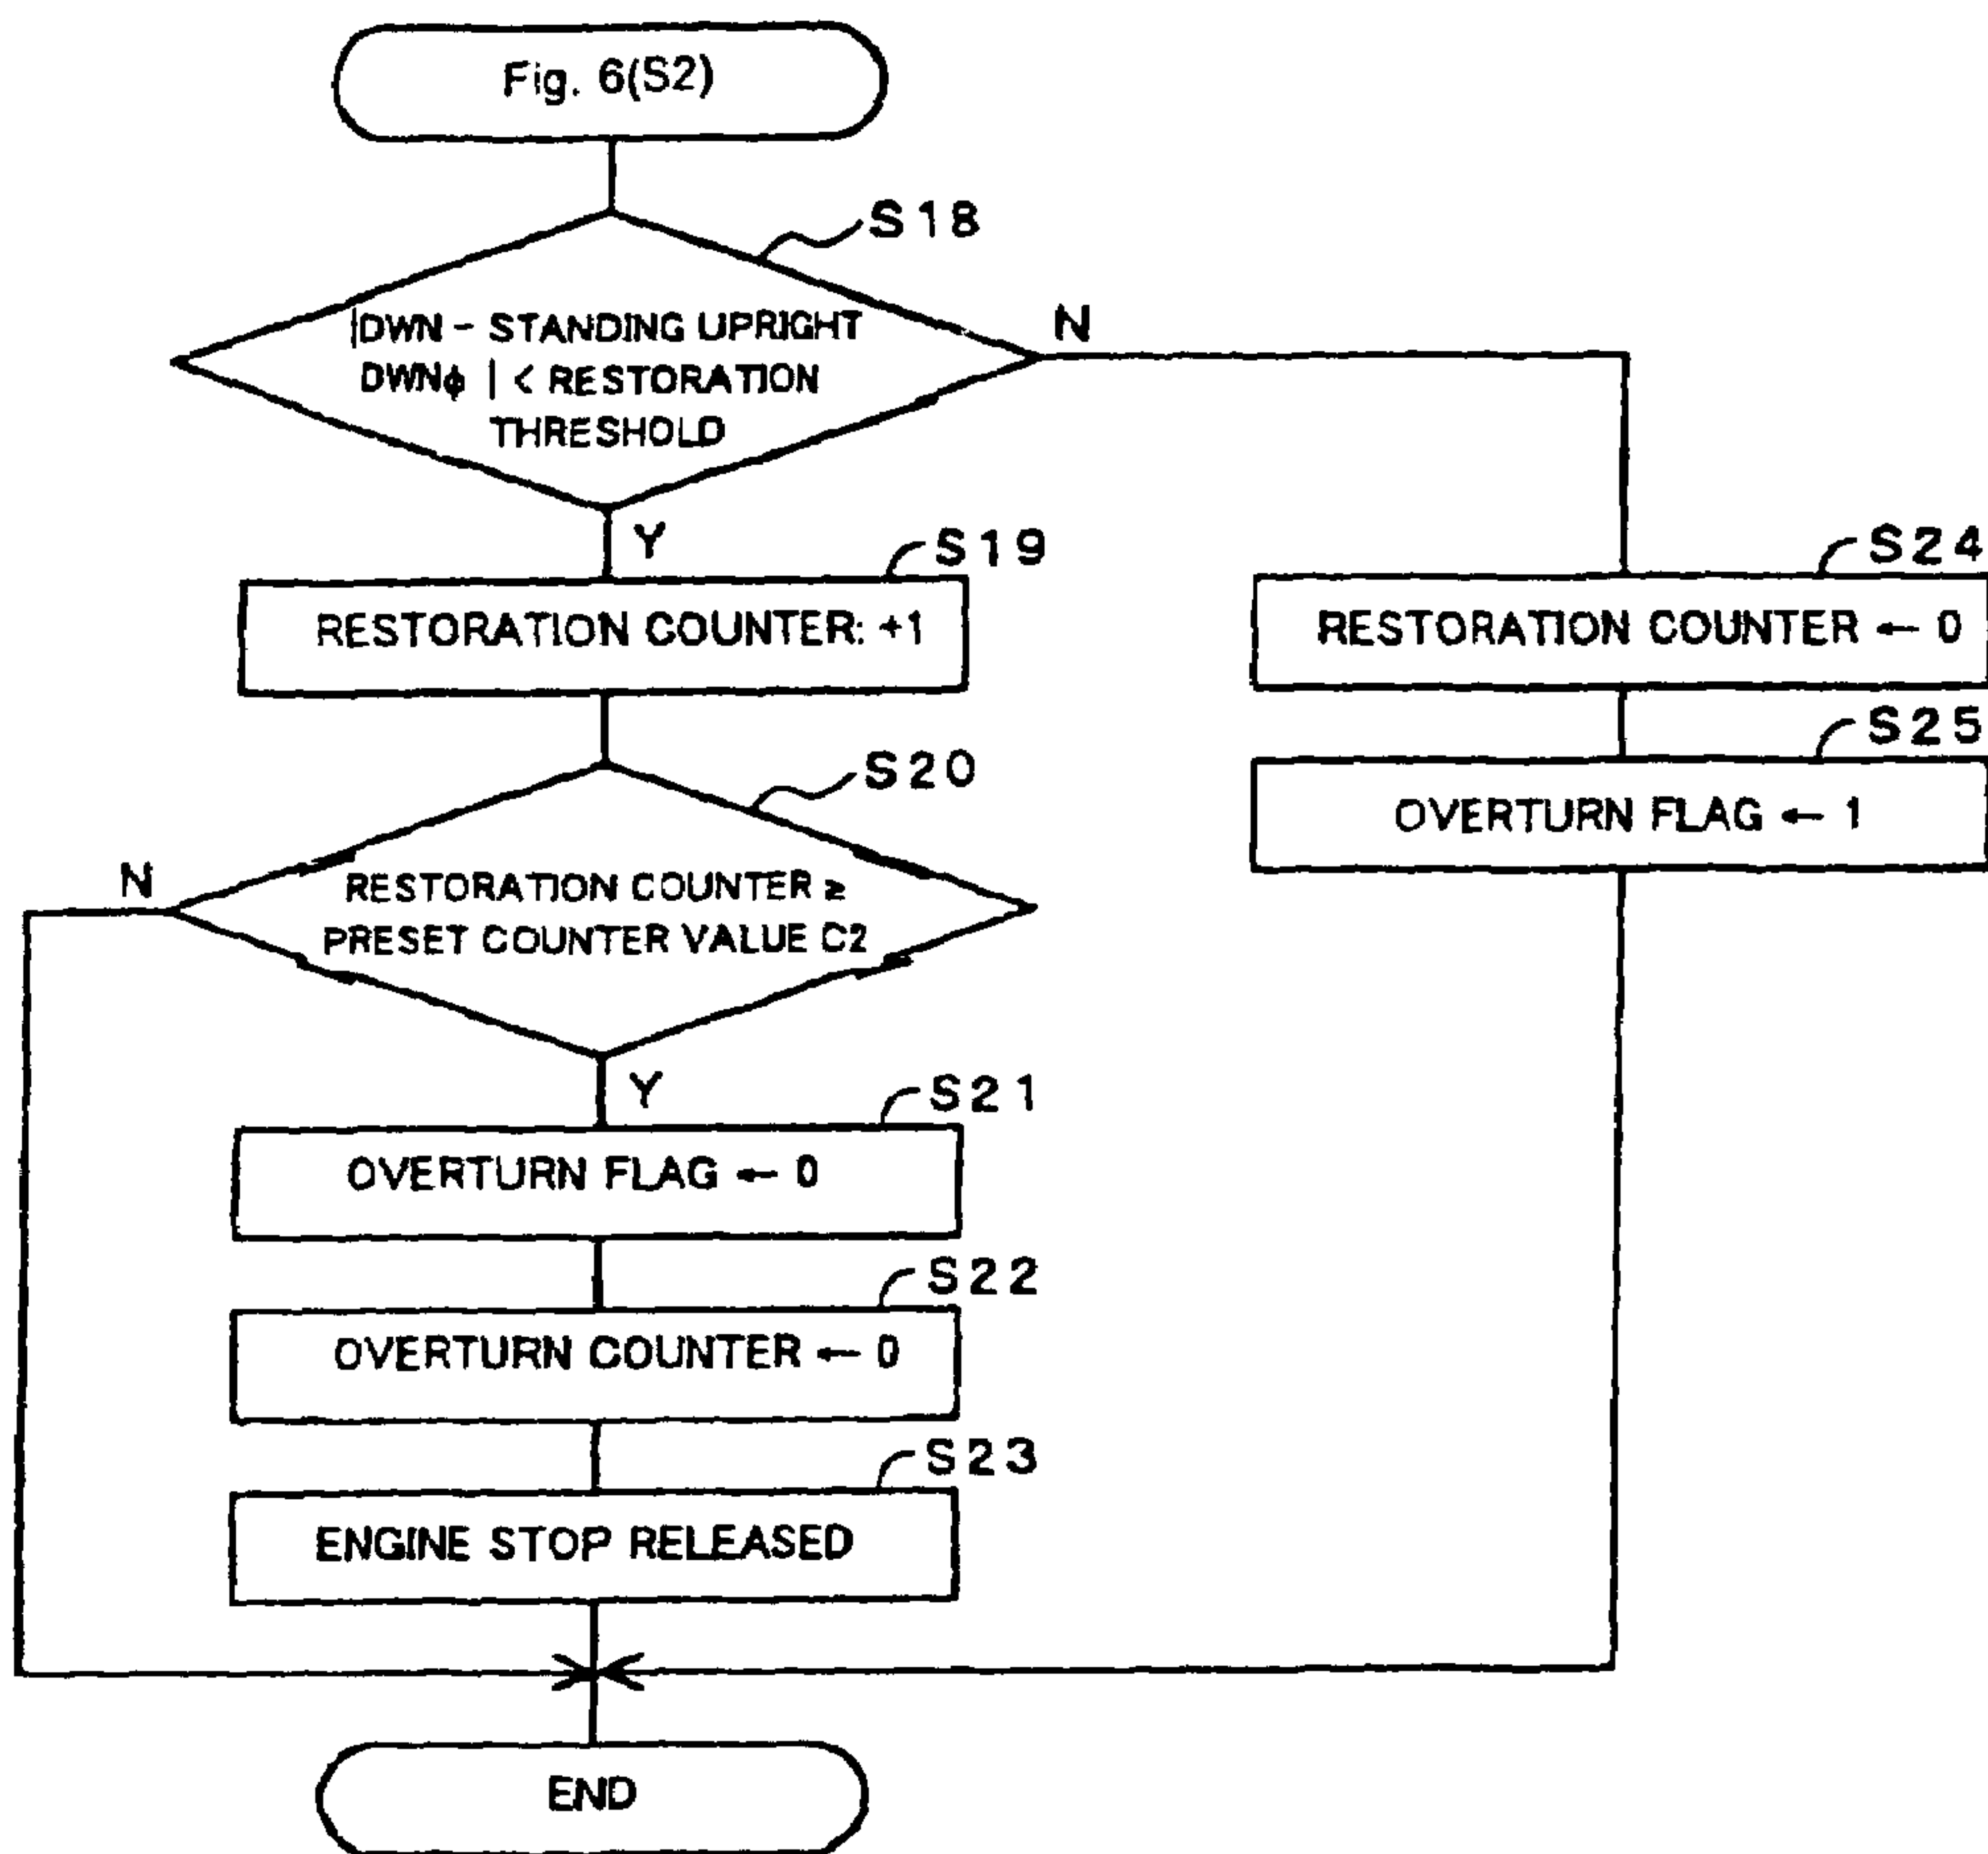 Fig. 6(S2)
S18
|DWN - STANDING UPRIGHT
DWNϕ | < RESTORATION
THRESHOLD
N
Y
S19
RESTORATION COUNTER: +1
S24
RESTORATION COUNTER ← 0
S25
OVERTURN FLAG ← 1
S20
N
RESTORATION COUNTER ≥
PRESET COUNTER VALUE C2
Y
S21
OVERTURN FLAG ← 0
S22
OVERTURN COUNTER ← 0
S23
ENGINE STOP RELEASED
END